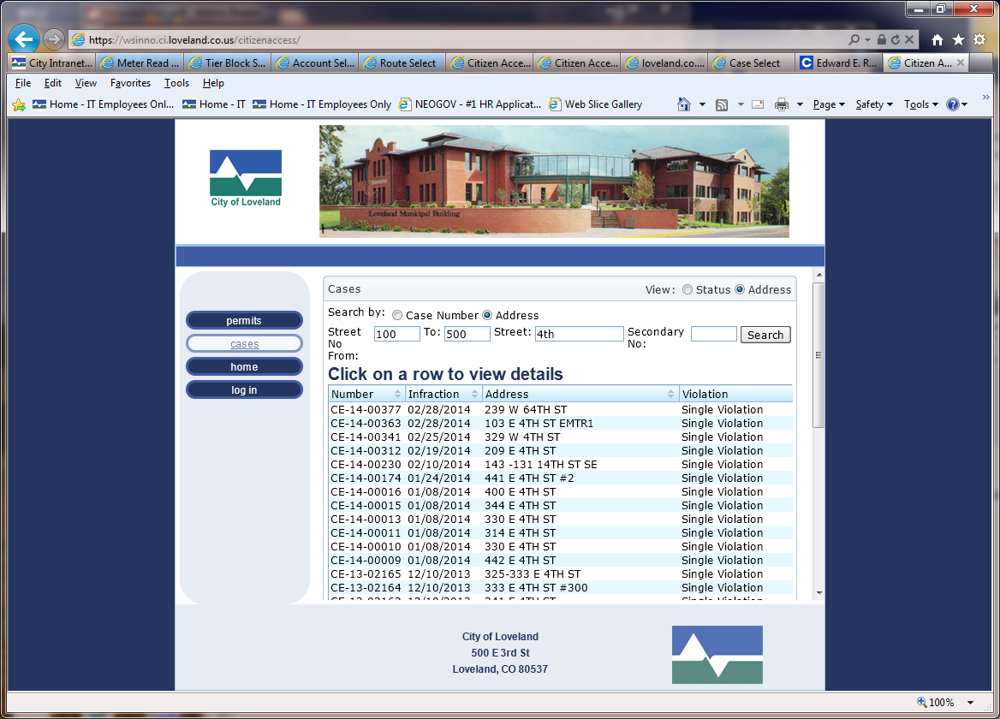 https://wsinno.ci.loveland.co.us/citizenaccess/
City Intranet... Meter Read ... Tier Block S... Account Sel... Route Select Citizen Acce... Citizen Acce... loveland.co.... Case Select Edward E. R... Citizen A...
File Edit View Favorites Tools Help
Home - IT Employees Onl... Home - IT Home - IT Employees Only NEOGOV - #1 HR Applicat... Web Slice Gallery Page Safety Tools
City of Loveland
Loveland Municipal Building
permits
cases
home
log in
Cases View: Status Address
Search by: Case Number Address
Street No From: 100 To: 500 Street: 4th Secondary No: Search
Click on a row to view details
Number Infraction Address Violation
CE-14-00377 02/28/2014 239 W 64TH ST Single Violation
CE-14-00363 02/28/2014 103 E 4TH ST EMTR1 Single Violation
CE-14-00341 02/25/2014 329 W 4TH ST Single Violation
CE-14-00312 02/19/2014 209 E 4TH ST Single Violation
CE-14-00230 02/10/2014 143 -131 14TH ST SE Single Violation
CE-14-00174 01/24/2014 441 E 4TH ST #2 Single Violation
CE-14-00016 01/08/2014 400 E 4TH ST Single Violation
CE-14-00015 01/08/2014 344 E 4TH ST Single Violation
CE-14-00013 01/08/2014 330 E 4TH ST Single Violation
CE-14-00011 01/08/2014 314 E 4TH ST Single Violation
CE-14-00010 01/08/2014 330 E 4TH ST Single Violation
CE-14-00009 01/08/2014 442 E 4TH ST Single Violation
CE-13-02165 12/10/2013 325-333 E 4TH ST Single Violation
CE-13-02164 12/10/2013 333 E 4TH ST #300 Single Violation
City of Loveland
500 E 3rd St
Loveland, CO 80537
100%